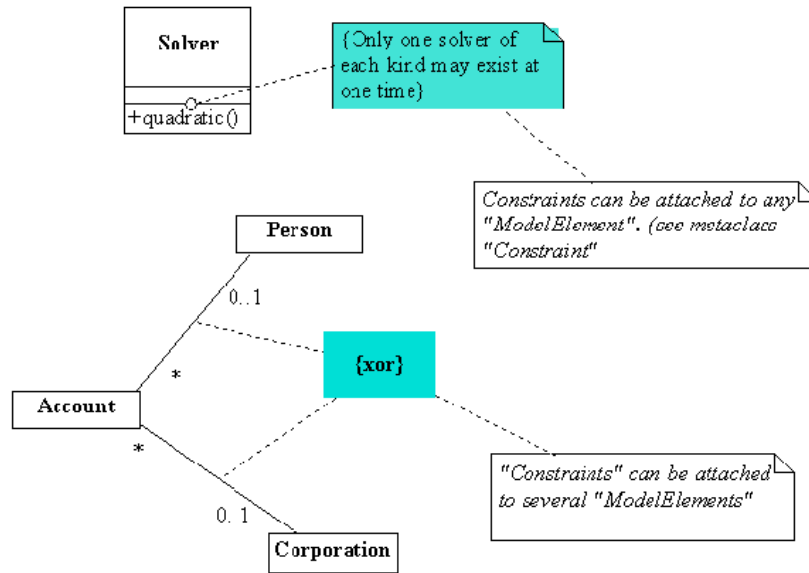 Solver
+quadratic()
{Only one solver of
each kind may exist at
one time}
Constraints can be attached to any
"ModelElement". (see metaclass
"Constraint"
Person
0..1
{xor}
*
Account
*
"Constraints" can be attached
to several "ModelElements"
0..1
Corporation